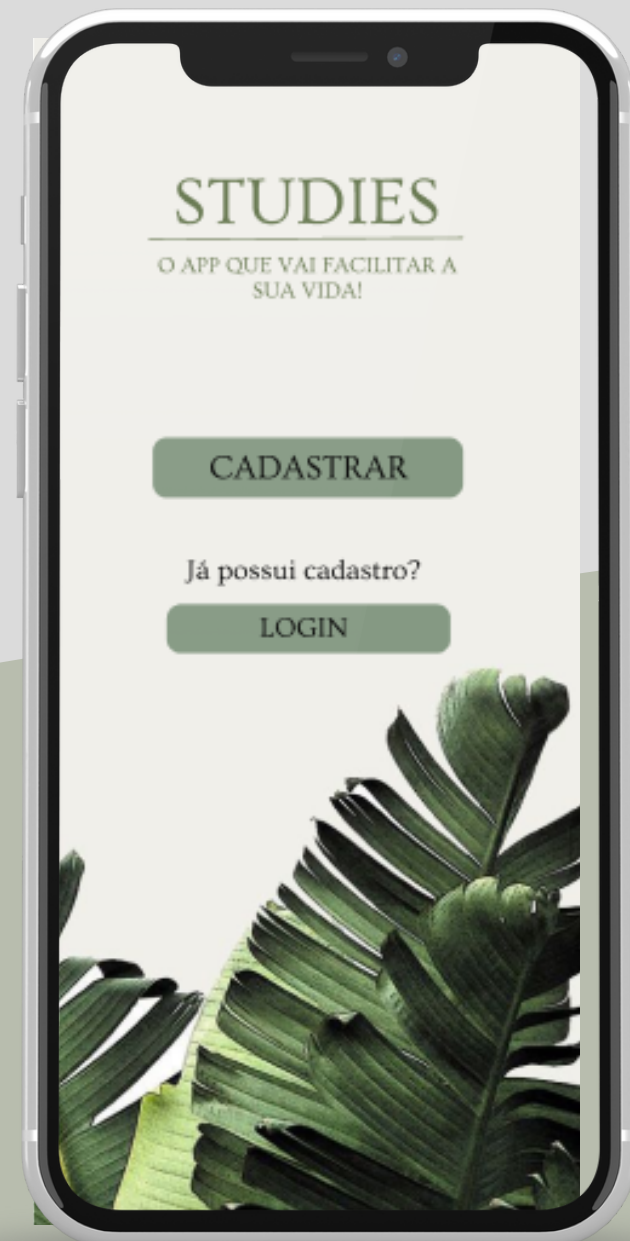 STUDIES
O APP QUE VAI FACILITAR A
SUA VIDA!
CADASTRAR
Já possui cadastro?
LOGIN